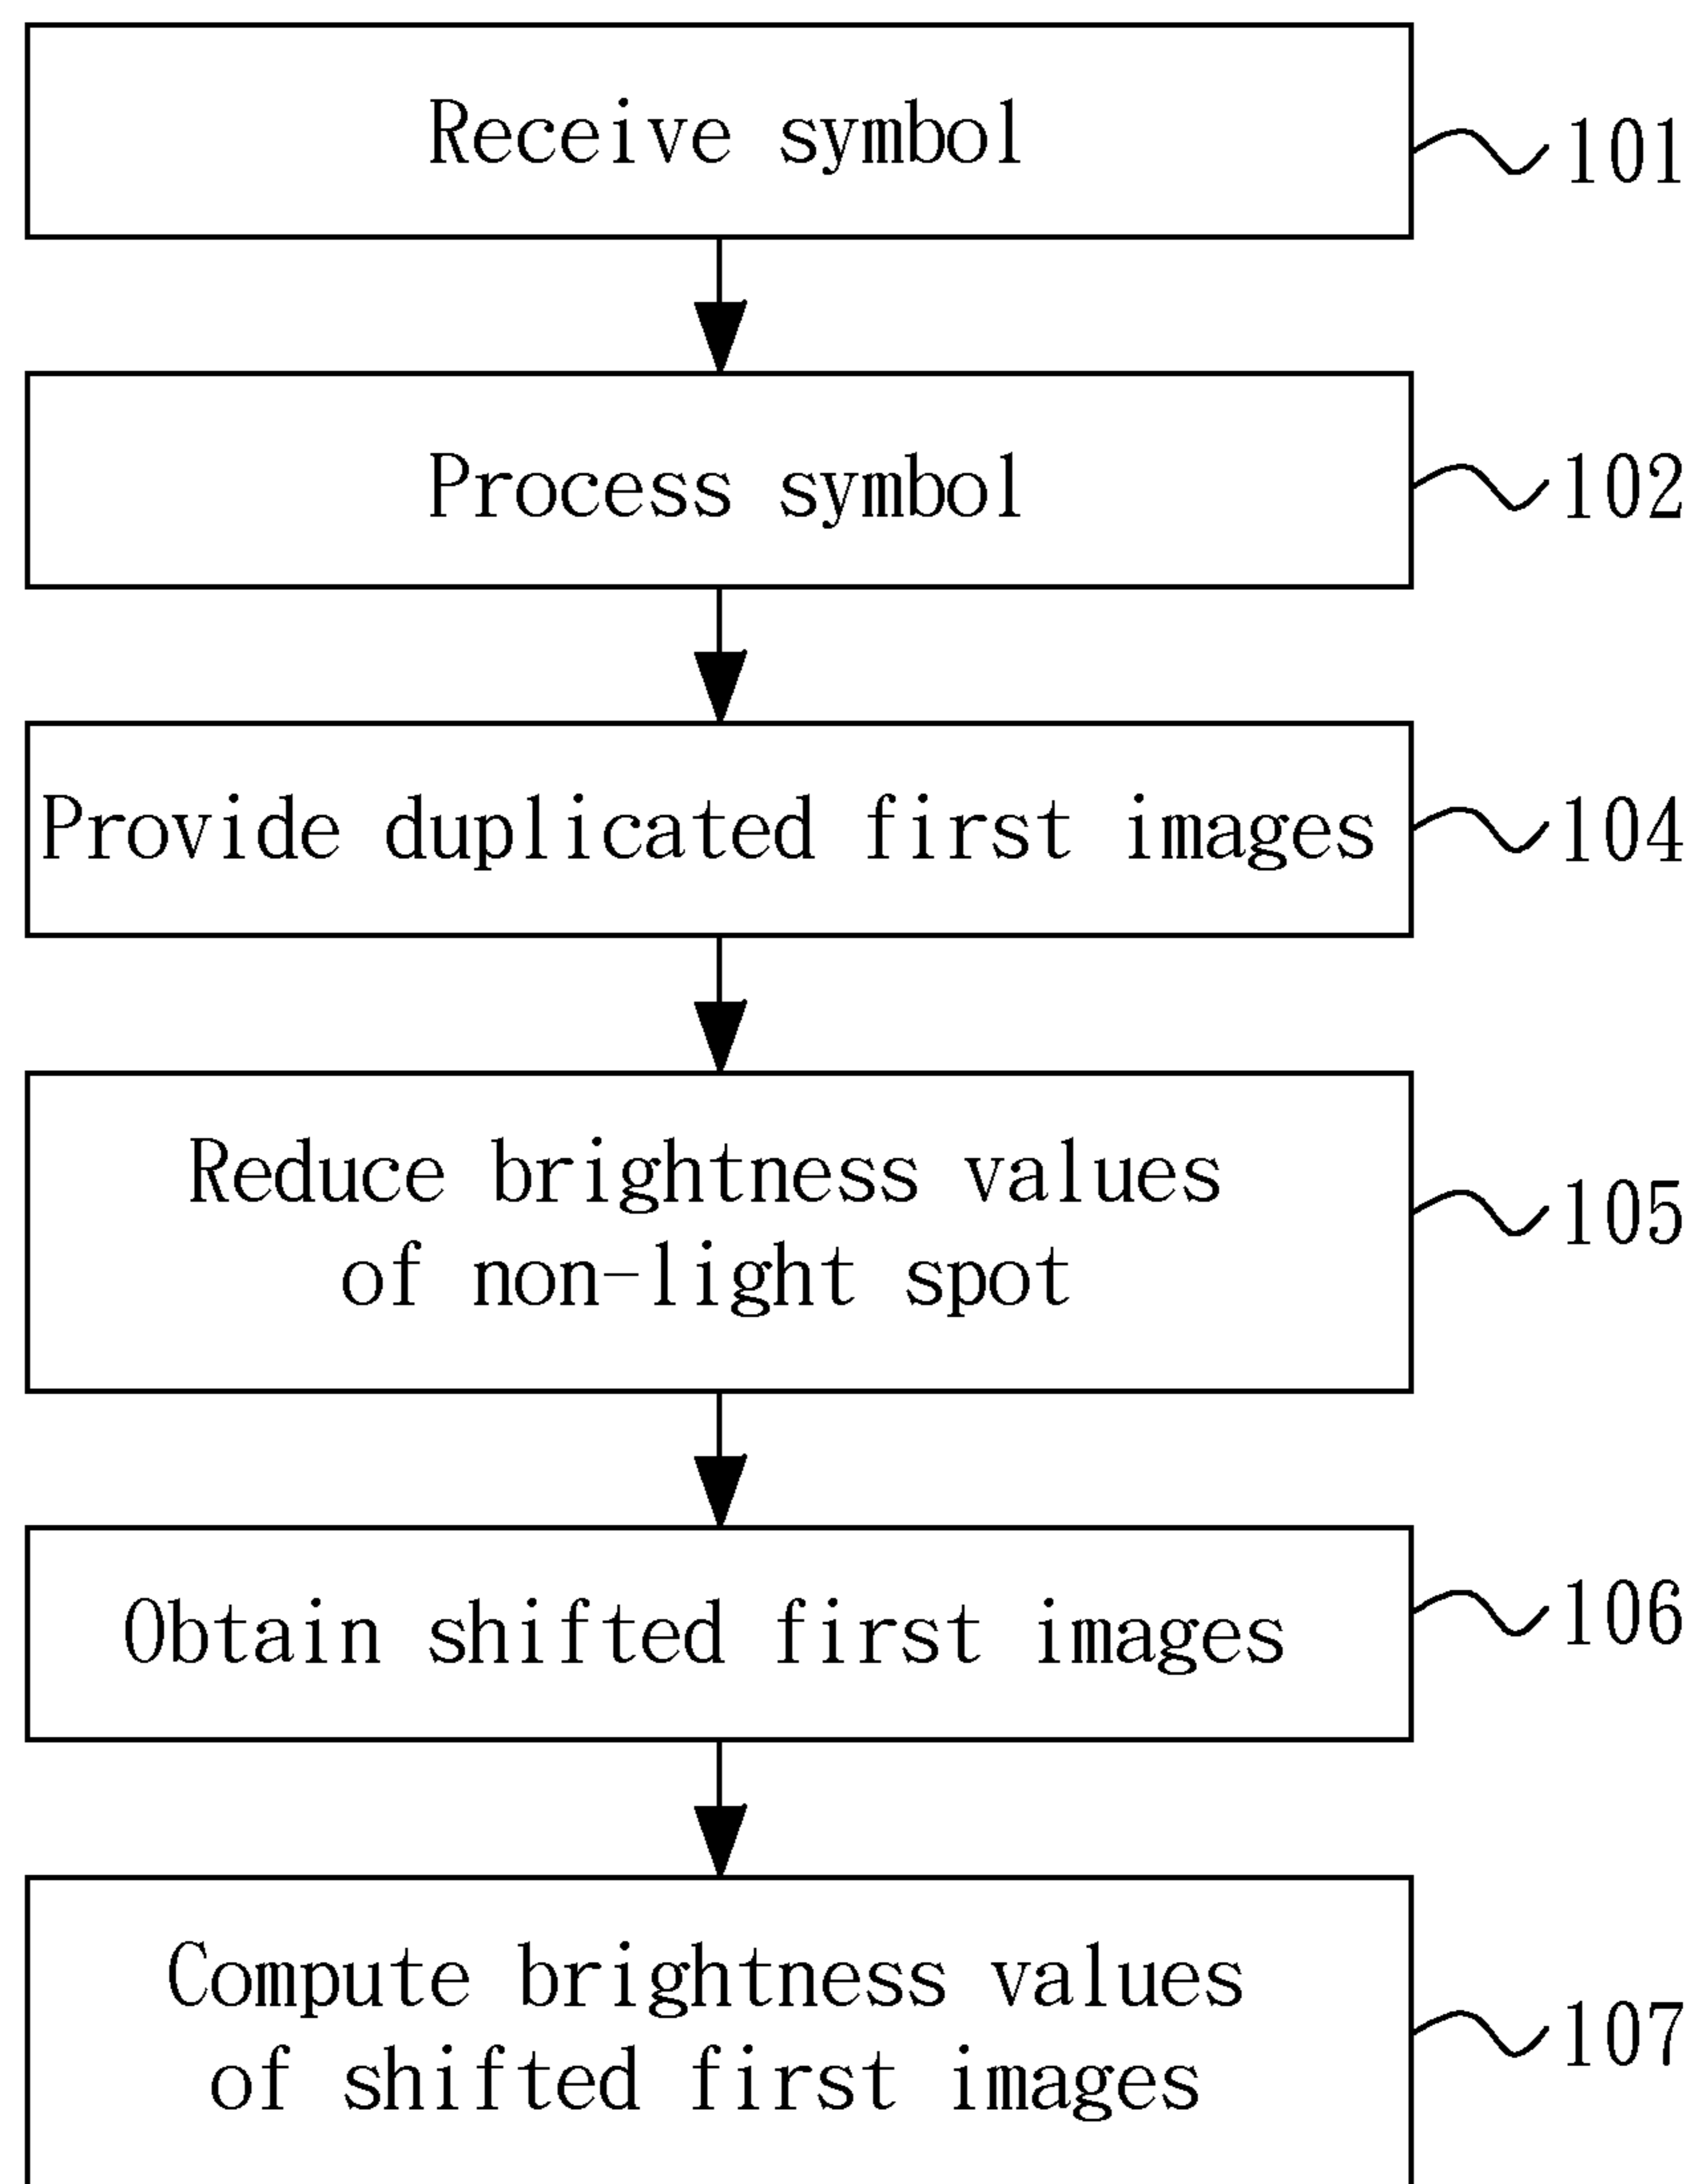 Receive symbol
101
Process symbol
102
Provide duplicated first images
104
Reduce brightness values
of non-light spot
105
Obtain shifted first images
106
Compute brightness values
of shifted first images
107